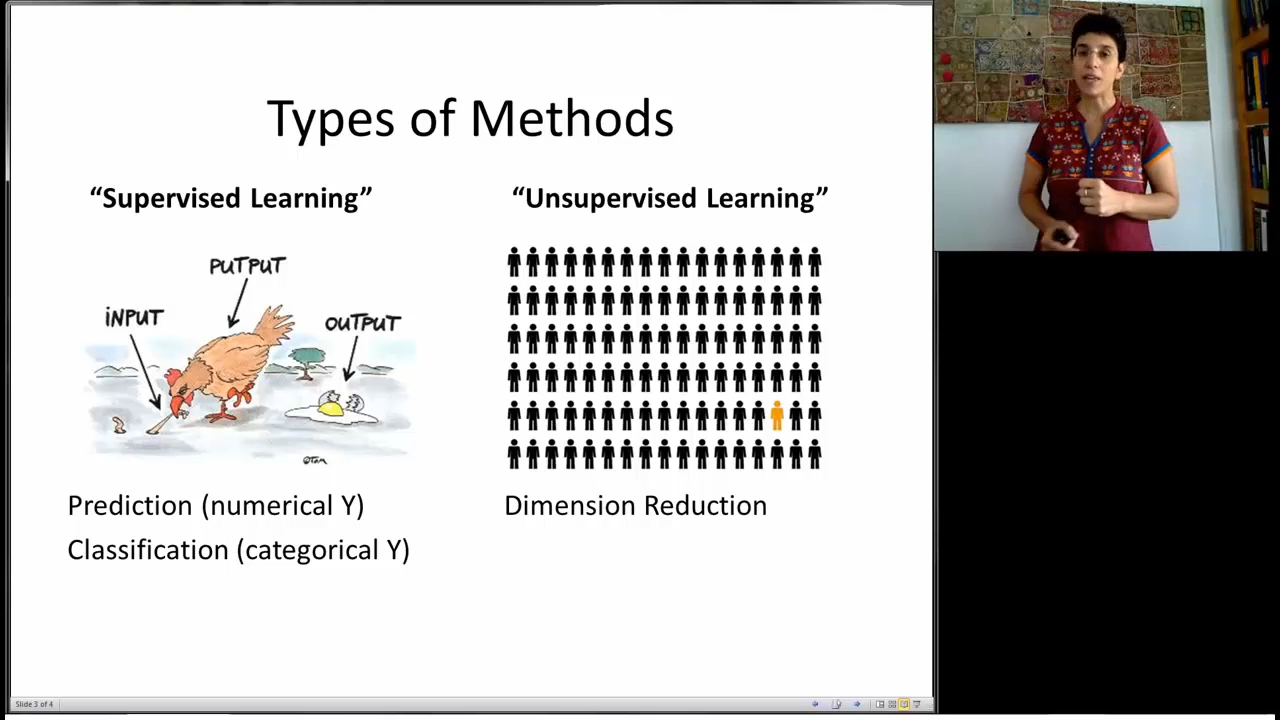 Types of Methods
“Supervised Learning”
“Unsupervised Learning”
PUTPUT
INPUT
OUTPUT
©Tom
Prediction (numerical Y)
Classification (categorical Y)
Dimension Reduction
Slide 3 of 4